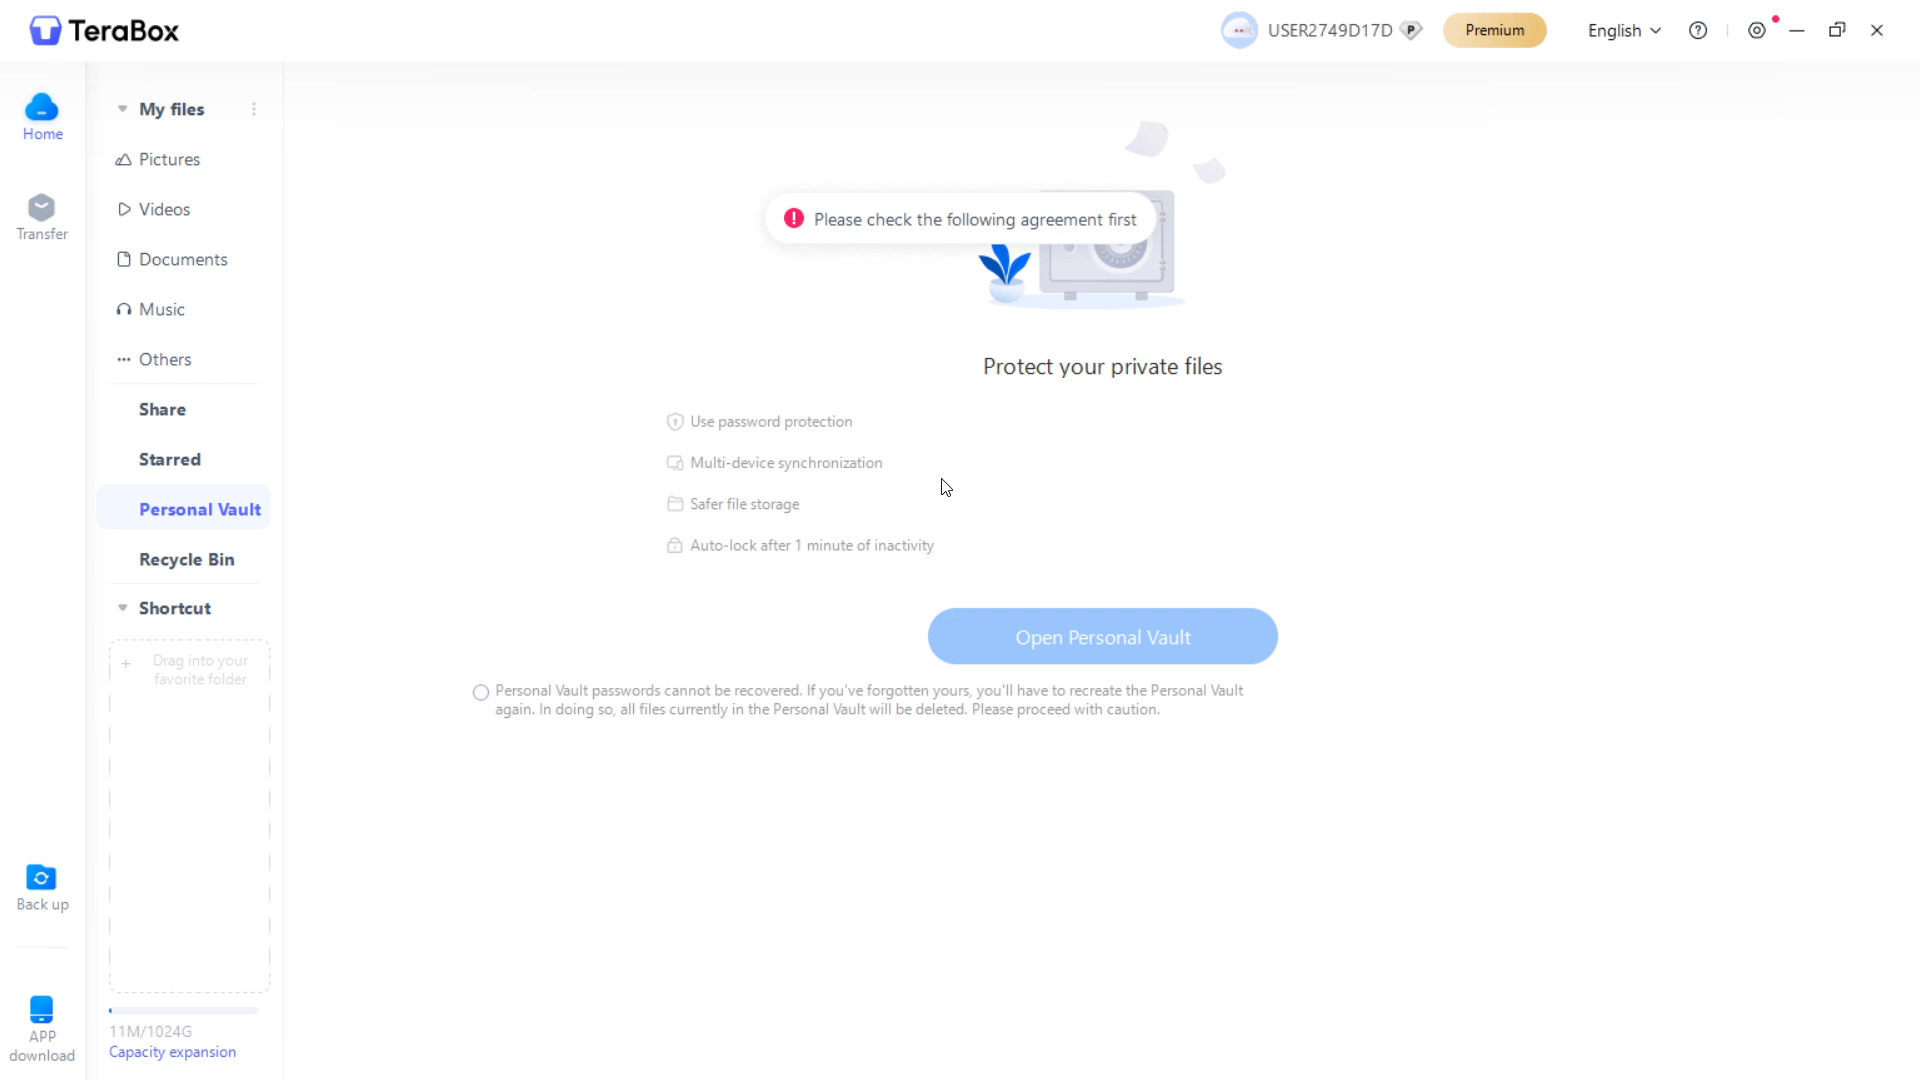 TeraBox
USER2749D17D
P
Premium
English
Home
Transfer
Back up
APP
download
My files
Pictures
Videos
Documents
Music
Others
Share
Starred
Personal Vault
Recycle Bin
Shortcut
+ Drag into your
favorite folder
11M/1024G
Capacity expansion
Please check the following agreement first
Protect your private files
Use password protection
Multi-device synchronization
Safer file storage
Auto-lock after 1 minute of inactivity
Open Personal Vault
Personal Vault passwords cannot be recovered. If you've forgotten yours, you'll have to recreate the Personal Vault
again. In doing so, all files currently in the Personal Vault will be deleted. Please proceed with caution.